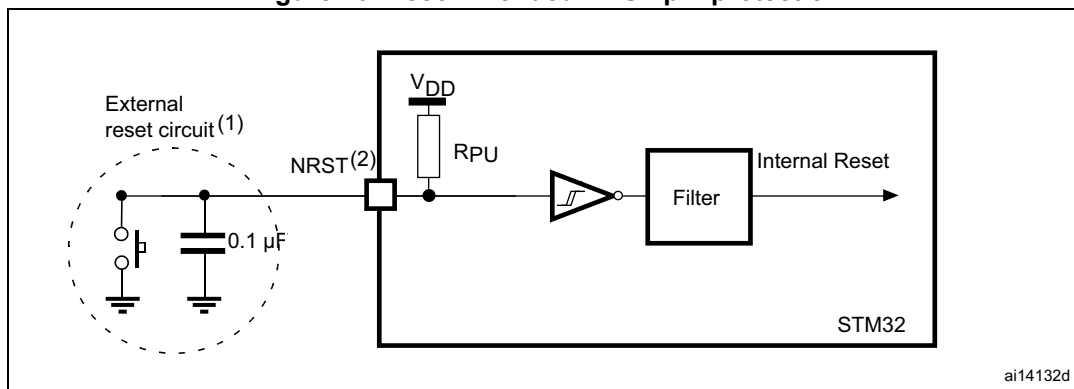 External
reset circuit(1)
VDD
NRST(2)
RPU
Internal Reset
Filter
0.1 µF
STM32
ai14132d